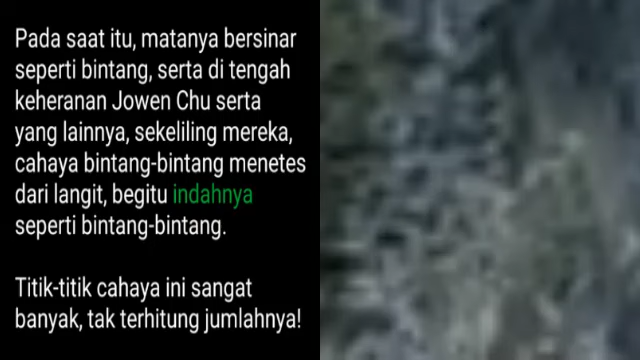 Pada saat itu, matanya bersinar
seperti bintang, serta di tengah
keheranan Jowen Chu serta
yang lainnya, sekeliling mereka,
cahaya bintang-bintang menetes
dari langit, begitu indahnya
seperti bintang-bintang.
Titik-titik cahaya ini sangat
banyak, tak terhitung jumlahnya!